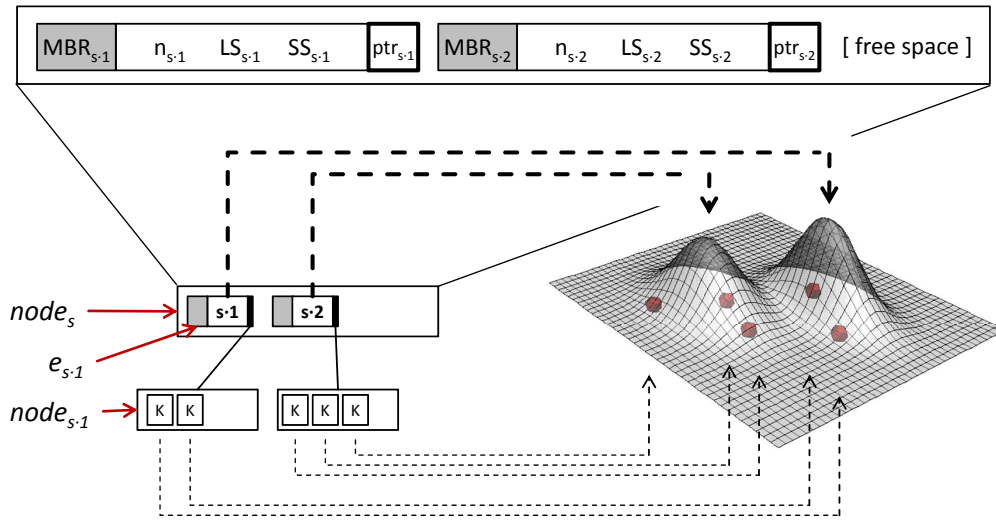 MBRs·1 ns·1 LSs·1 SSs·1 ptrs·1 MBRs·2 ns·2 LSs·2 SSs·2 ptrs·2 [ free space ]
nodes s·1 s·2
es·1
nodes·1 K K K K K